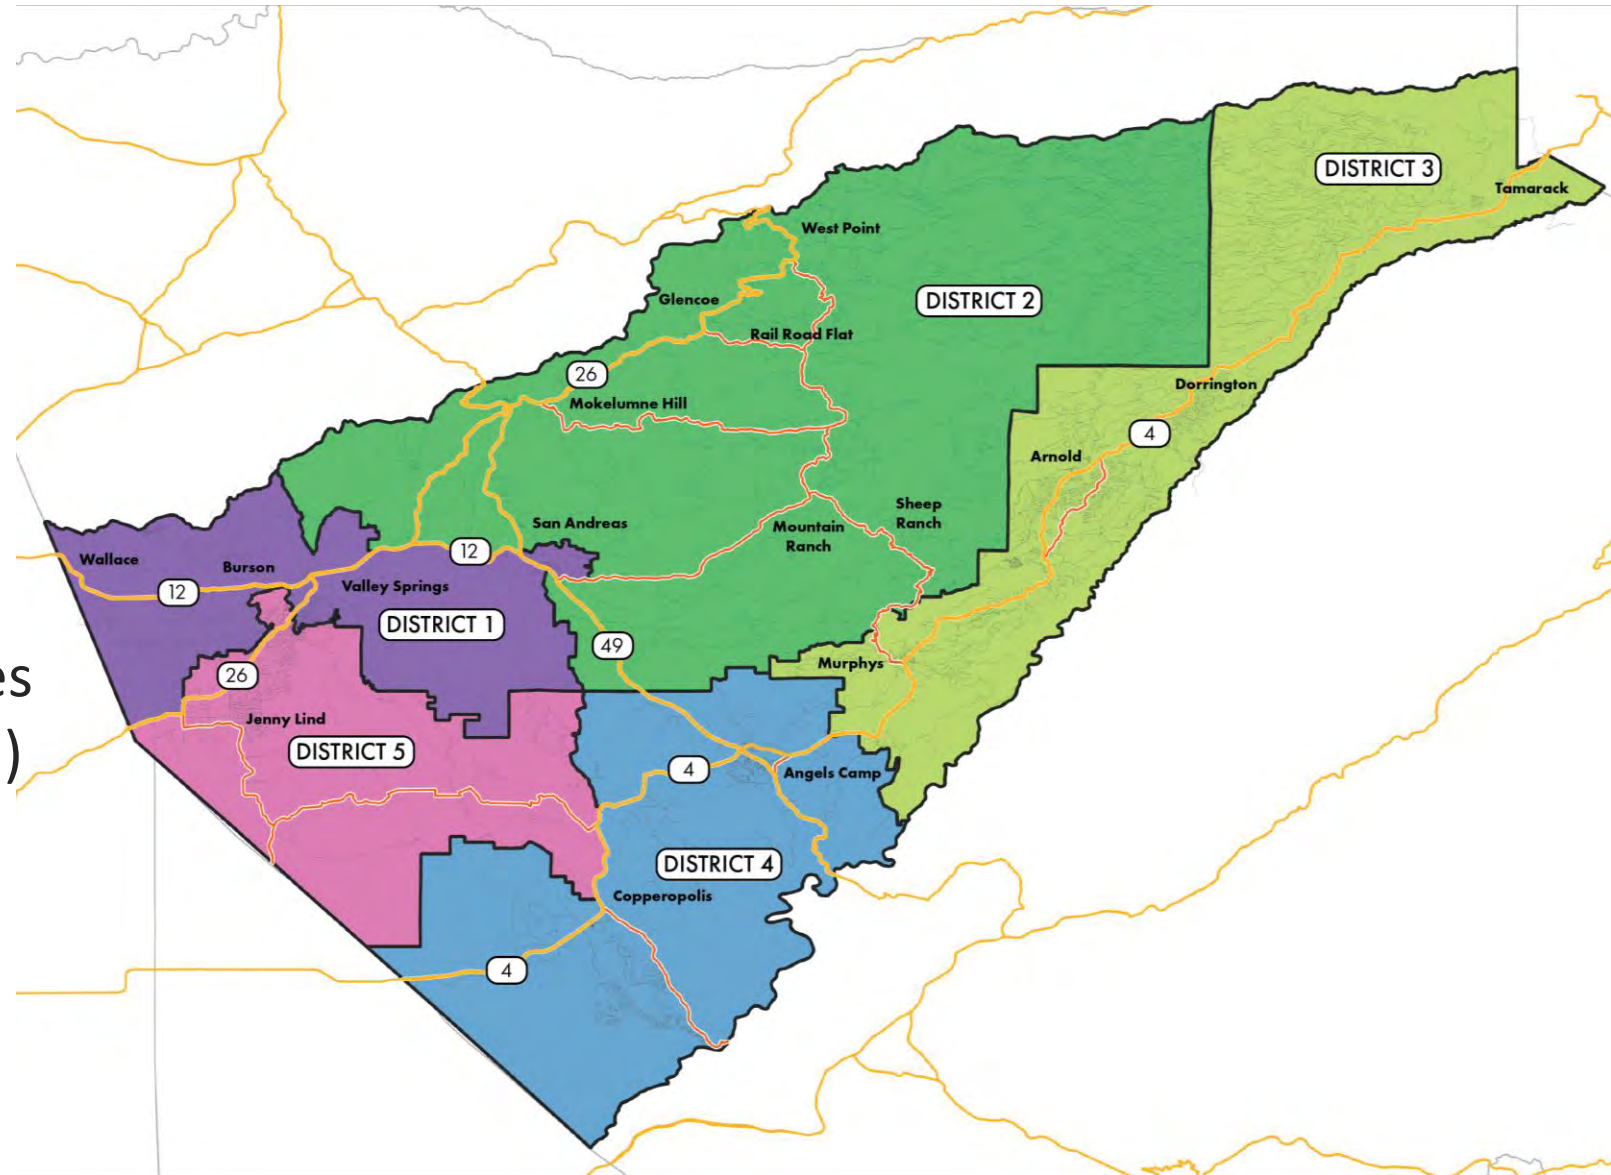 DISTRICT 3
Tamarack
West Point
Glencoe
DISTRICT 2
Rail Road Flat
26
Mokelumne Hill
Dorrington
4
Arnold
Sheep
Ranch
San Andreas
Mountain
Ranch
12
Wallace
Burson
12
Valley Springs
DISTRICT 1
49
Murphys
26
es
Jenny Lind
DISTRICT 5
)
4
Angels Camp
DISTRICT 4
Copperopolis
4